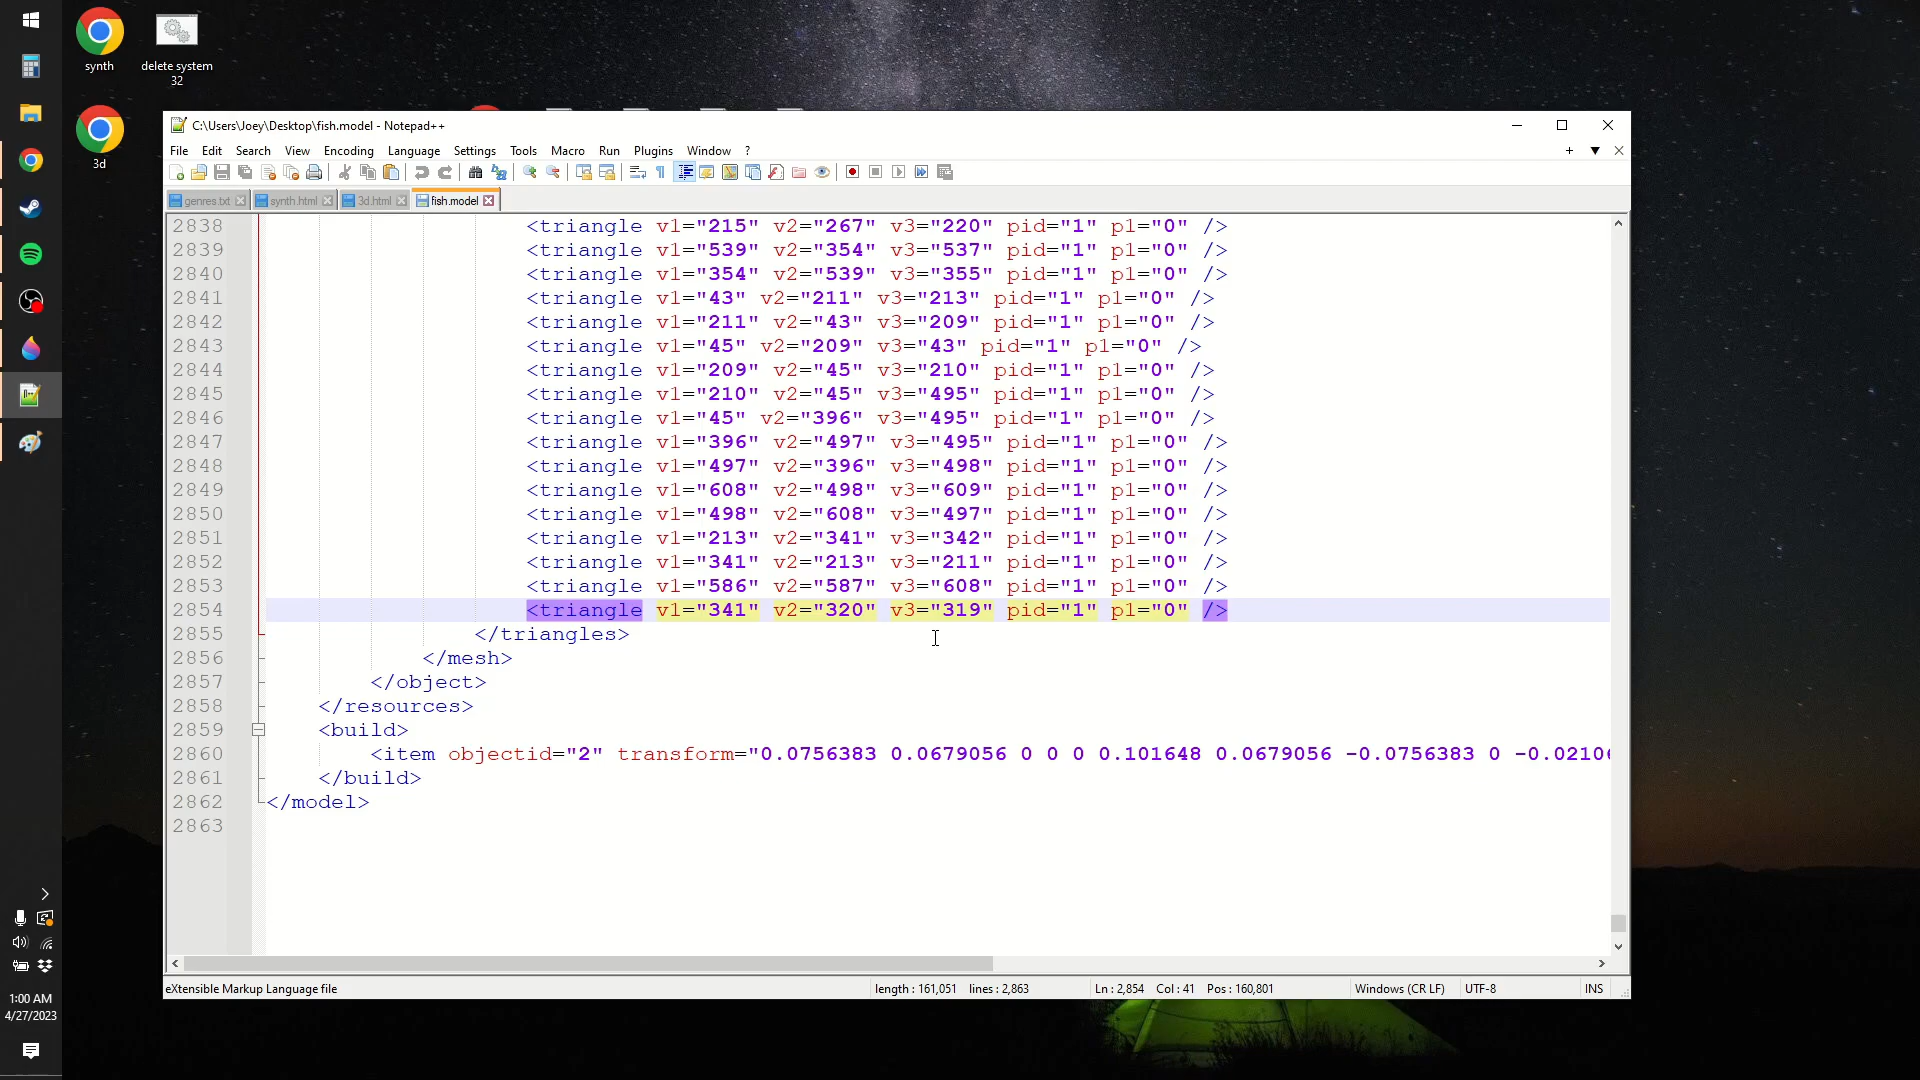 synth
delete system
32
3d
C:\Users\Joey\Desktop\fish.model - Notepad++
File Edit Search View Encoding Language Settings Tools Macro Run Plugins Window ?
genres.txt synth.html 3d.html fish.model
2838 <triangle v1="215" v2="267" v3="220" pid="1" p1="0" />
2839 <triangle v1="539" v2="354" v3="537" pid="1" p1="0" />
2840 <triangle v1="354" v2="539" v3="355" pid="1" p1="0" />
2841 <triangle v1="43" v2="211" v3="213" pid="1" p1="0" />
2842 <triangle v1="211" v2="43" v3="209" pid="1" p1="0" />
2843 <triangle v1="45" v2="209" v3="43" pid="1" p1="0" />
2844 <triangle v1="209" v2="45" v3="210" pid="1" p1="0" />
2845 <triangle v1="210" v2="45" v3="495" pid="1" p1="0" />
2846 <triangle v1="45" v2="396" v3="495" pid="1" p1="0" />
2847 <triangle v1="396" v2="497" v3="495" pid="1" p1="0" />
2848 <triangle v1="497" v2="396" v3="498" pid="1" p1="0" />
2849 <triangle v1="608" v2="498" v3="609" pid="1" p1="0" />
2850 <triangle v1="498" v2="608" v3="497" pid="1" p1="0" />
2851 <triangle v1="213" v2="341" v3="342" pid="1" p1="0" />
2852 <triangle v1="341" v2="213" v3="211" pid="1" p1="0" />
2853 <triangle v1="586" v2="587" v3="608" pid="1" p1="0" />
2854 <triangle v1="341" v2="320" v3="319" pid="1" p1="0" />
2855 </triangles>
2856 </mesh>
2857 </object>
2858 </resources>
2859 <build>
2860 <item objectid="2" transform="0.0756383 0.0679056 0 0 0 0.101648 0.0679056 -0.0756383 0 -0.0210
2861 </build>
2862 </model>
2863
eXtensible Markup Language file length : 161,051 lines : 2,863 Ln : 2,854 Col : 41 Pos : 160,801 Windows (CR LF) UTF-8 INS
1:00 AM
4/27/2023